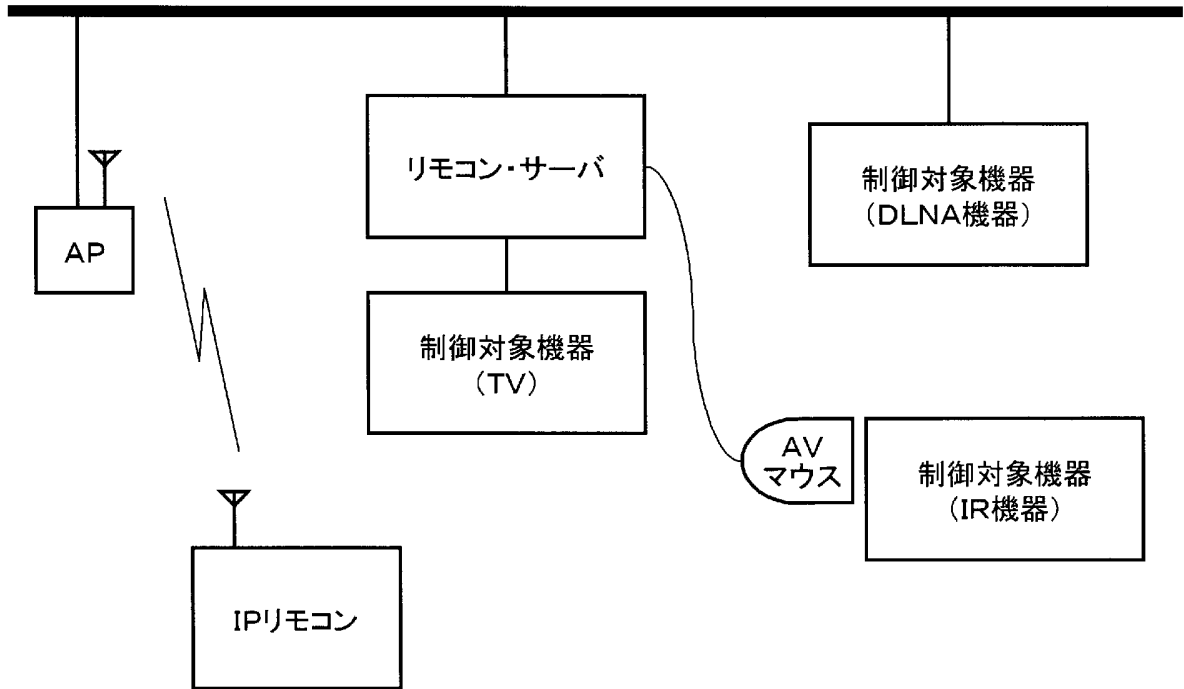 リモコン・サーバ
制御対象機器
(DLNA機器)
AP
制御対象機器
(TV)
AV
マウス
制御対象機器
(IR機器)
IPリモコン